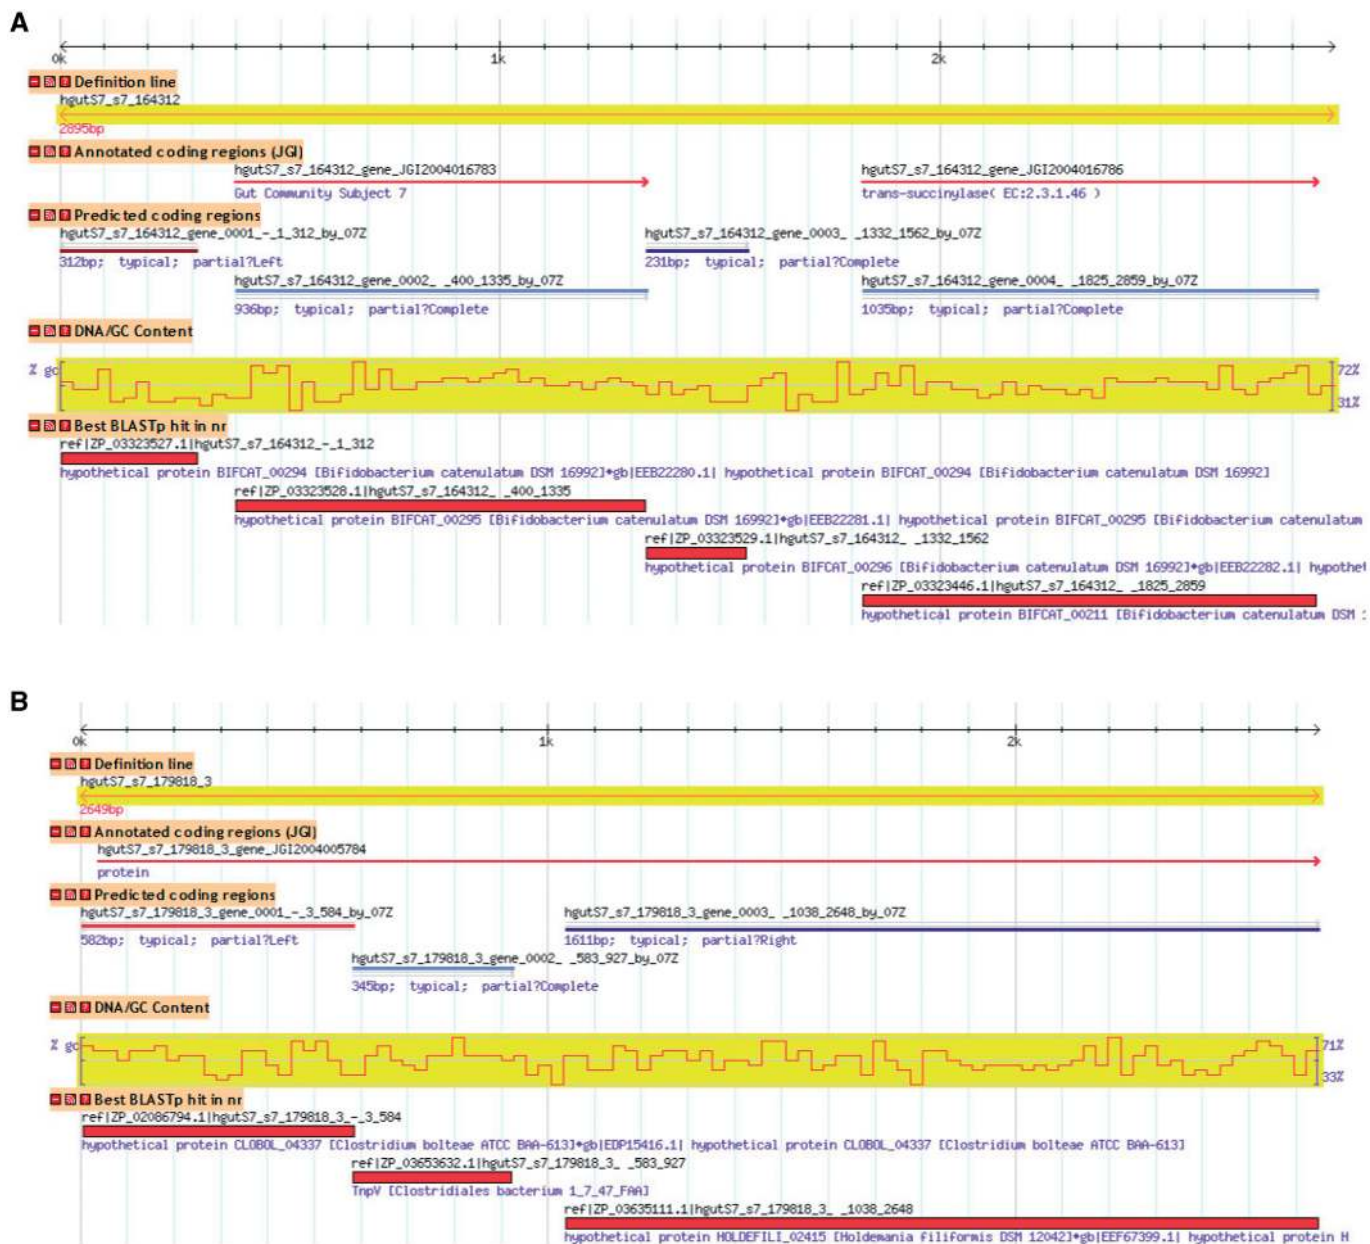 A
0k 1k 2k
Definition line
hgutS7_s7_164312
2895bp
Annotated coding regions (JGI)
hgutS7_s7_164312_gene_JGI2004016783 hgutS7_s7_164312_gene_JGI2004016786
Gut Community Subject 7 trans-succinylase( EC:2.3.1.46 )
Predicted coding regions
hgutS7_s7_164312_gene_0001_-_1_312_by_07Z hgutS7_s7_164312_gene_0003_ _1332_1562_by_07Z
312bp; typical; partial?Left 231bp; typical; partial?Complete
hgutS7_s7_164312_gene_0002_ _400_1335_by_07Z hgutS7_s7_164312_gene_0004_ _1825_2859_by_07Z
936bp; typical; partial?Complete 1035bp; typical; partial?Complete
DNA/GC Content
% gc 72%
31%
Best BLASTp hit in nr
ref|ZP_03323527.1|hgutS7_s7_164312_-_1_312
hypothetical protein BIFCAT_00294 [Bifidobacterium catenulatum DSM 16992]♦gb|EEB22280.1| hypothetical protein BIFCAT_00294 [Bifidobacterium catenulatum DSM 16992]
ref|ZP_03323528.1|hgutS7_s7_164312_ _400_1335
hypothetical protein BIFCAT_00295 [Bifidobacterium catenulatum DSM 16992]♦gb|EEB22281.1| hypothetical protein BIFCAT_00295 [Bifidobacterium catenulatum
ref|ZP_03323529.1|hgutS7_s7_164312_ _1332_1562
hypothetical protein BIFCAT_00296 [Bifidobacterium catenulatum DSM 16992]♦gb|EEB22282.1| hypothet
ref|ZP_03323446.1|hgutS7_s7_164312_ _1825_2859
hypothetical protein BIFCAT_00211 [Bifidobacterium catenulatum DSM
B
0k 1k 2k
Definition line
hgutS7_s7_179818_3
2649bp
Annotated coding regions (JGI)
hgutS7_s7_179818_3_gene_JGI2004005784
protein
Predicted coding regions
hgutS7_s7_179818_3_gene_0001_-_3_584_by_07Z hgutS7_s7_179818_3_gene_0003_ _1038_2648_by_07Z
582bp; typical; partial?Left 1611bp; typical; partial?Right
hgutS7_s7_179818_3_gene_0002_ _583_927_by_07Z
345bp; typical; partial?Complete
DNA/GC Content
% gc 71%
33%
Best BLASTp hit in nr
ref|ZP_02086794.1|hgutS7_s7_179818_3_-_3_584
hypothetical protein CLOBOL_04337 [Clostridium bolteae ATCC BAA-613]♦gb|EDP15416.1| hypothetical protein CLOBOL_04337 [Clostridium bolteae ATCC BAA-613]
ref|ZP_03653632.1|hgutS7_s7_179818_3_ _583_927
TnpV [Clostridiales bacterium 1_7_47_FAA]
ref|ZP_03635111.1|hgutS7_s7_179818_3_ _1038_2648
hypothetical protein HOLDEFILI_02415 [Holdemania filiformis DSM 12042]♦gb|EEF67399.1| hypothetical protein H